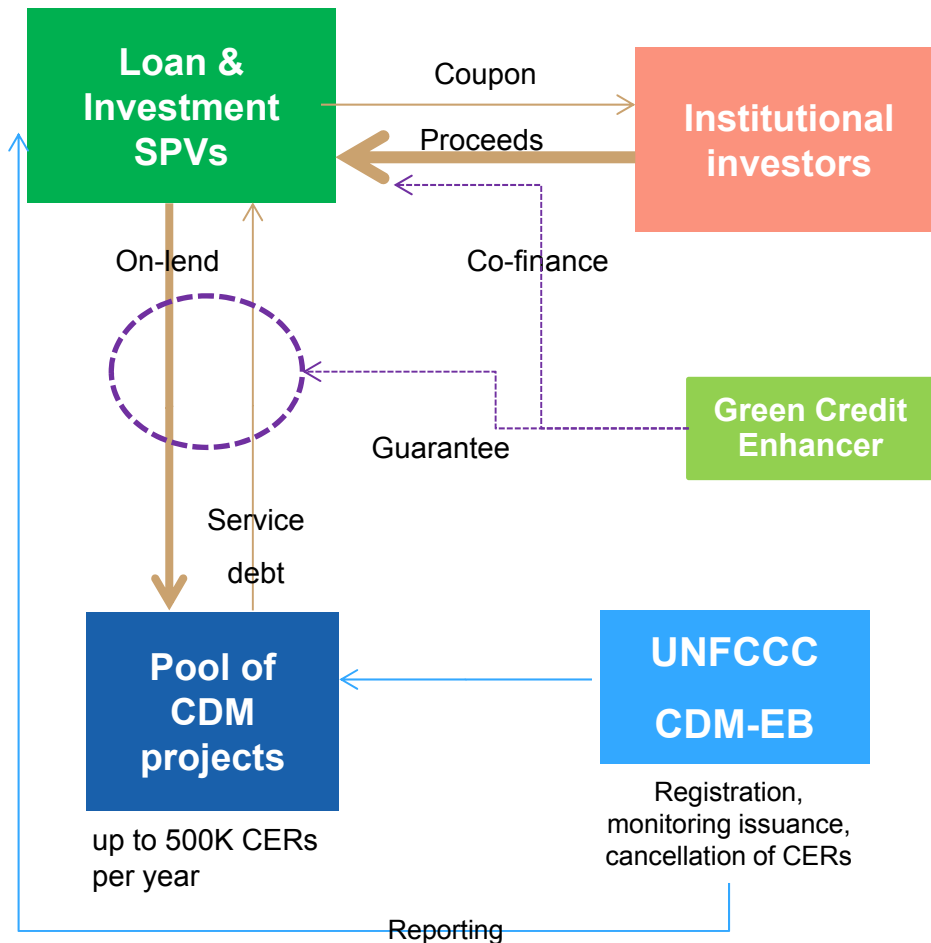 Loan &
Investment
SPVs
Coupon
Proceeds
Institutional
investors
On-lend
Co-finance
Green Credit
Enhancer
Guarantee
Service
debt
Pool of
CDM
projects
UNFCCC
CDM-EB
up to 500K CERs
per year
Registration,
monitoring issuance,
cancellation of CERs
Reporting